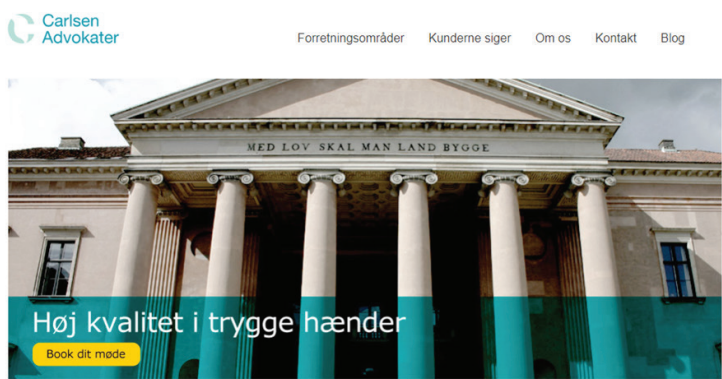 Carlsen
Advokater
Forretningsområder Kunderne siger Om os Kontakt Blog
MED LOV SKAL MAN LAND BYGGE
Høj kvalitet i trygge hænder
Book dit møde